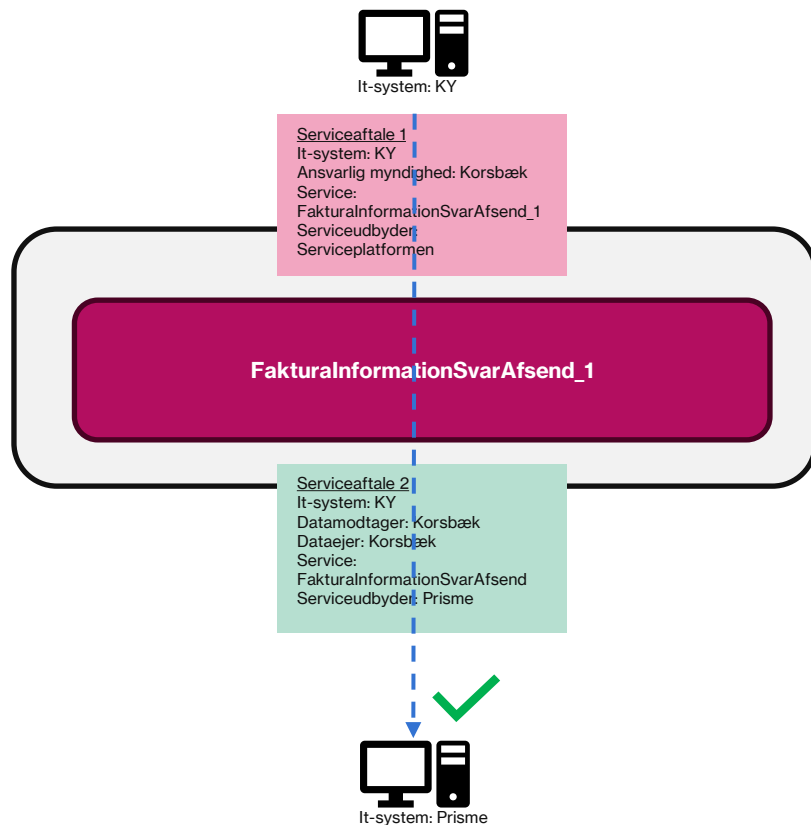 It-system: KY
Serviceaftale 1
It-system: KY
Ansvarlig myndighed: Korsbæk
Service:
FakturaInformationSvarAfsend_1
Serviceudbyder:
Serviceplatformen
FakturaInformationSvarAfsend_1
Serviceaftale 2
It-system: KY
Datamodtager: Korsbæk
Dataejer: Korsbæk
Service:
FakturaInformationSvarAfsend
Serviceudbyder: Prisme
It-system: Prisme